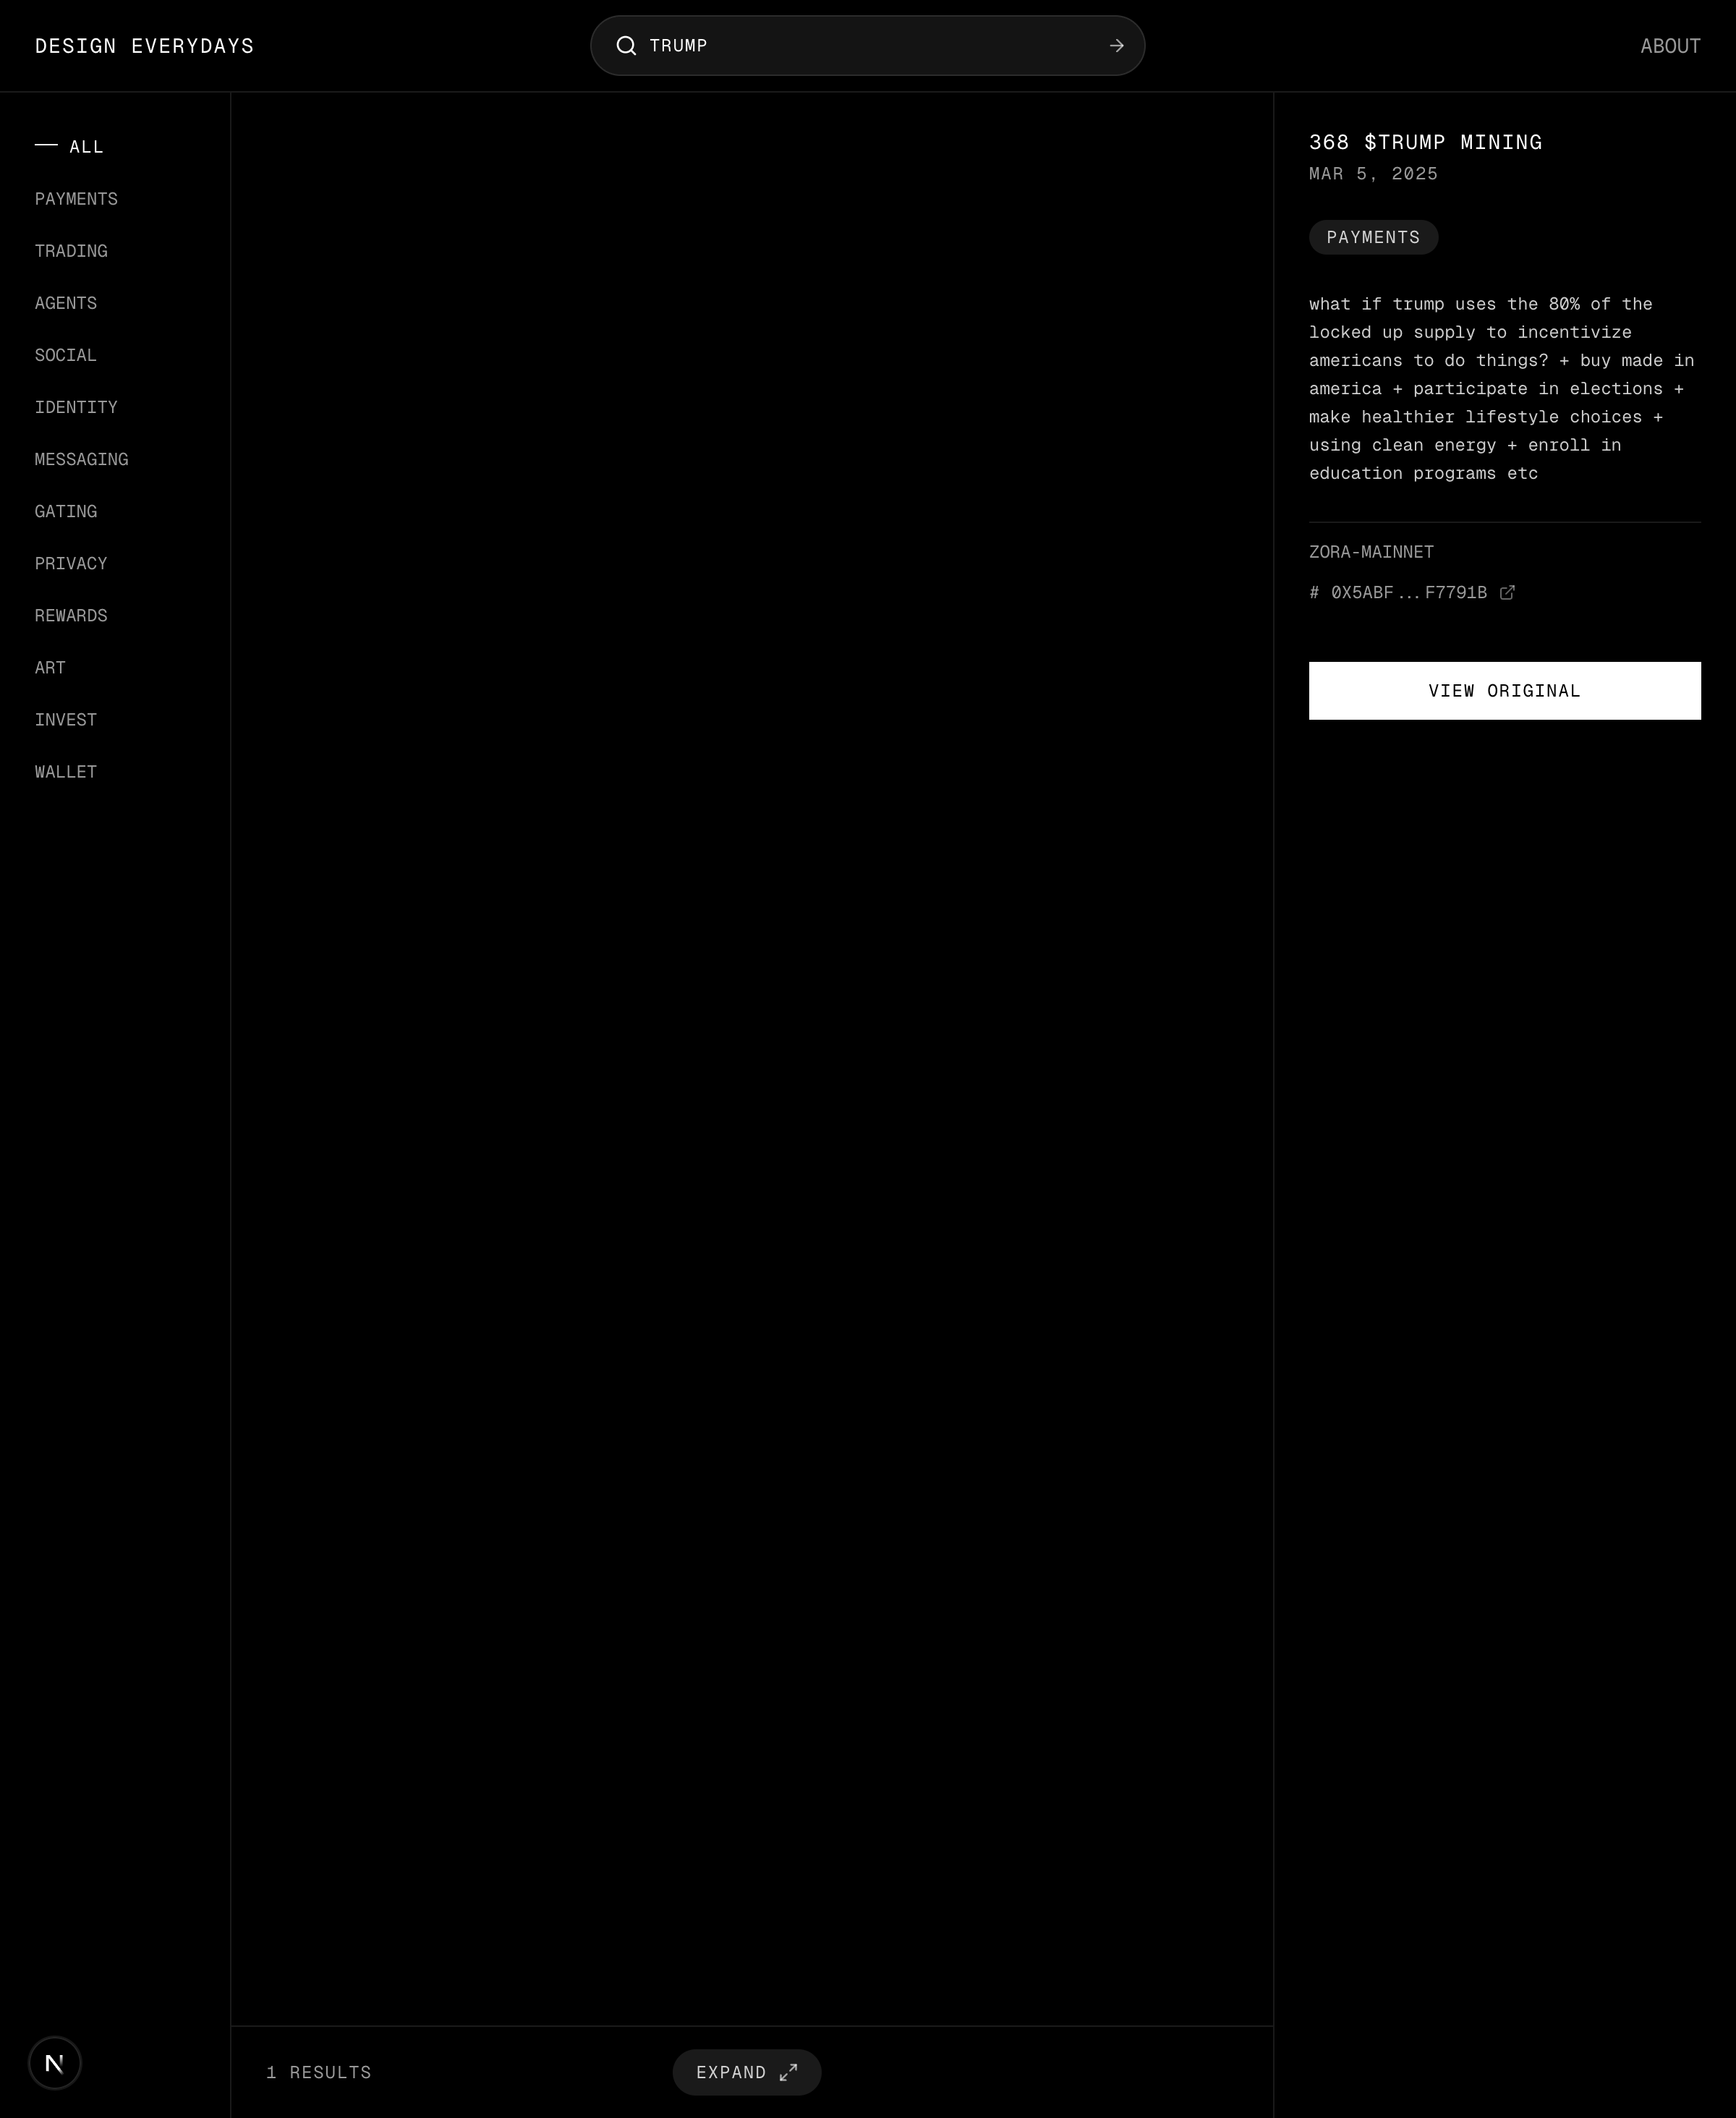 DESIGN EVERYDAYS
TRUMP
ABOUT
ALL
PAYMENTS
TRADING
AGENTS
SOCIAL
IDENTITY
MESSAGING
GATING
PRIVACY
REWARDS
ART
INVEST
WALLET
368 $TRUMP MINING
MAR 5, 2025
PAYMENTS
what if trump uses the 80% of the
locked up supply to incentivize
americans to do things? + buy made in
america + participate in elections +
make healthier lifestyle choices +
using clean energy + enroll in
education programs etc
ZORA-MAINNET
# 0X5ABF...F7791B
VIEW ORIGINAL
N
1 RESULTS
EXPAND